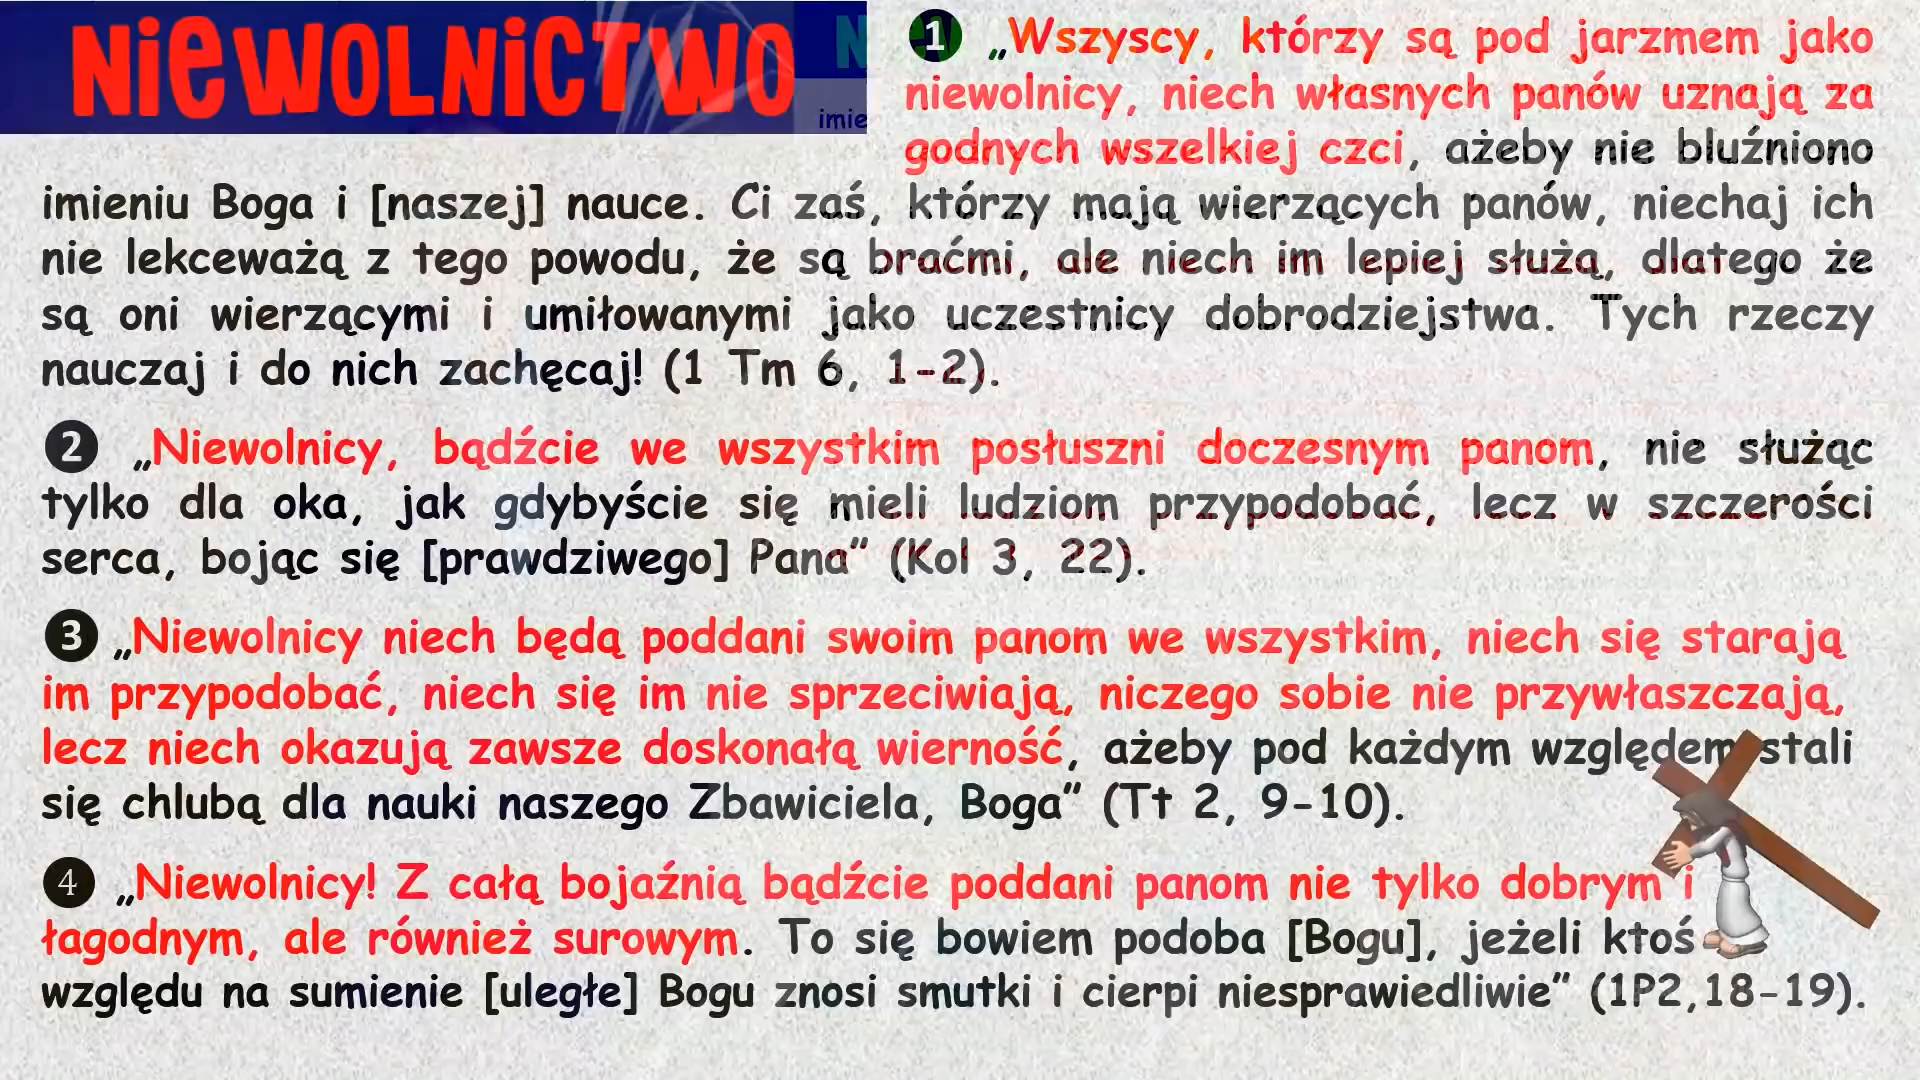 NiEWOLNiCTWO
imie
1 „Wszyscy, którzy są pod jarzmem jako
niewolnicy, niech własnych panów uznają za
godnych wszelkiej czci, ażeby nie bluźniono
imieniu Boga i [naszej] nauce. Ci zaś, którzy mają wierzących panów, niechaj ich
nie lekceważą z tego powodu, że są braćmi, ale niech im lepiej służą, dlatego że
są oni wierzącymi i umiłowanymi jako uczestnicy dobrodziejstwa. Tych rzeczy
nauczaj i do nich zachęcaj! (1 Tm 6, 1-2).
2 „Niewolnicy, bądźcie we wszystkim posłuszni doczesnym panom, nie służąc
tylko dla oka, jak gdybyście się mieli ludziom przypodobać, lecz w szczerości
serca, bojąc się [prawdziwego] Pana” (Kol 3, 22).
3 „Niewolnicy niech będą poddani swoim panom we wszystkim, niech się starają
im przypodobać, niech się im nie sprzeciwiają, niczego sobie nie przywłaszczają,
lecz niech okazują zawsze doskonałą wierność, ażeby pod każdym względem stali
się chlubą dla nauki naszego Zbawiciela, Boga” (Tt 2, 9-10).
4 „Niewolnicy! Z całą bojaźnią bądźcie poddani panom nie tylko dobrym i
łagodnym, ale również surowym. To się bowiem podoba [Bogu], jeżeli ktoś
względu na sumienie [uległe] Bogu znosi smutki i cierpi niesprawiedliwie” (1P2,18-19).